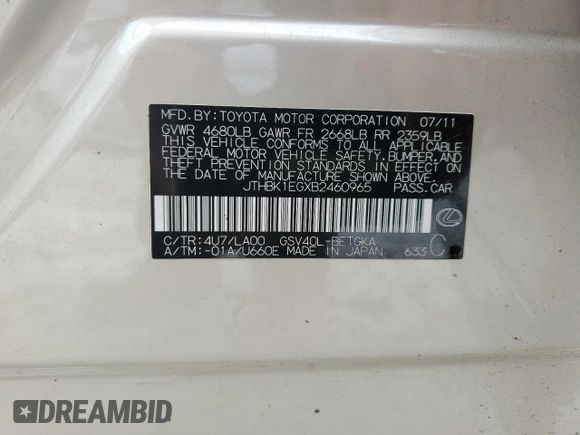 MFD.BY:TOYOTA MOTOR CORPORATION 07/11
GVWR 4680LB GAWR FR 2668LB RR 2359LB
THIS VEHICLE CONFORMS TO ALL APPLICABLE
FEDERAL MOTOR VEHICLE SAFETY,BUMPER,AND
THEFT PREVENTION STANDARDS IN EFFECT ON
THE DATE OF MANUFACTURE SHOWN ABOVE.
JTHBK1EGXB2460965 PASS.CAR
C/TR:4U7/LA00 GSV40L-BETGKA C
A/TM:-01A/U660E MADE IN JAPAN 633
DREAMBID